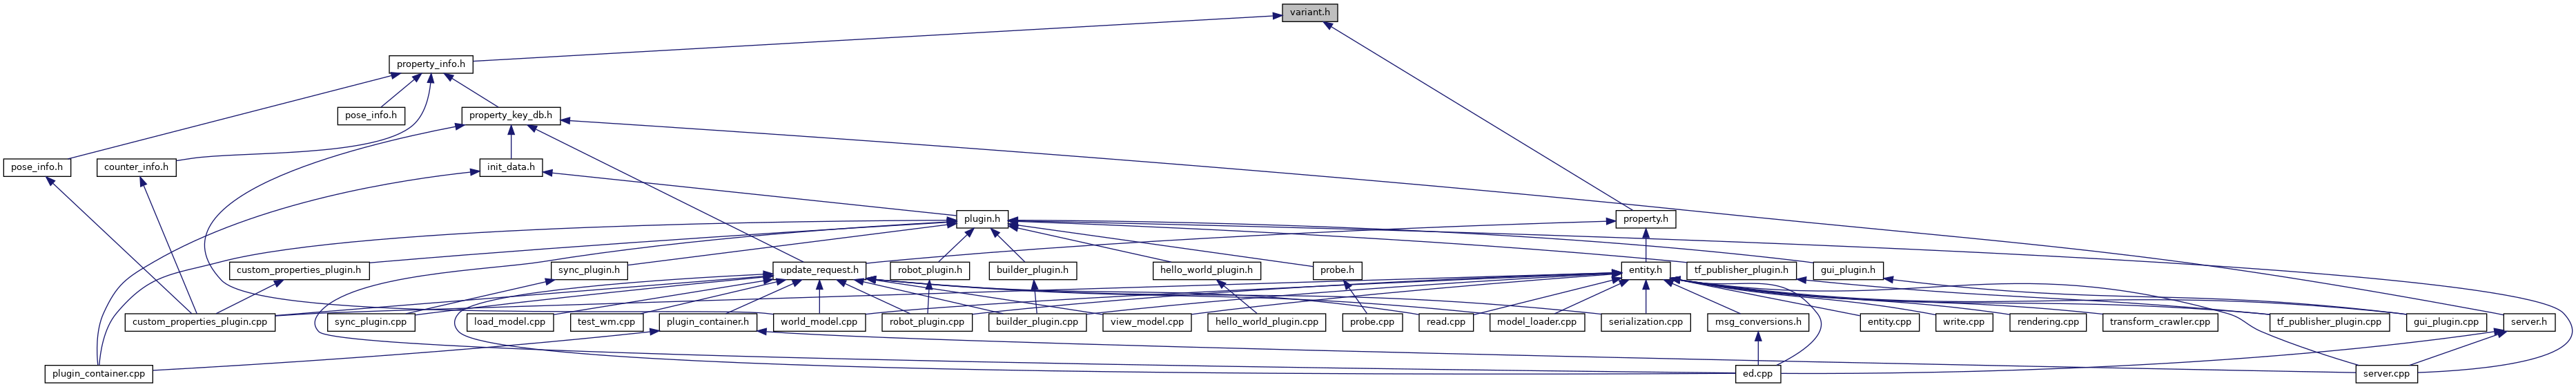 variant.h
property_info.h
pose_info.h
property_key_db.h
pose_info.h
counter_info.h
init_data.h
plugin.h
property.h
custom_properties_plugin.h
sync_plugin.h
update_request.h
robot_plugin.h
builder_plugin.h
hello_world_plugin.h
probe.h
entity.h
tf_publisher_plugin.h
gui_plugin.h
custom_properties_plugin.cpp
sync_plugin.cpp
load_model.cpp
test_wm.cpp
plugin_container.h
world_model.cpp
robot_plugin.cpp
builder_plugin.cpp
view_model.cpp
hello_world_plugin.cpp
probe.cpp
read.cpp
model_loader.cpp
serialization.cpp
msg_conversions.h
entity.cpp
write.cpp
rendering.cpp
transform_crawler.cpp
tf_publisher_plugin.cpp
gui_plugin.cpp
server.h
plugin_container.cpp
ed.cpp
server.cpp